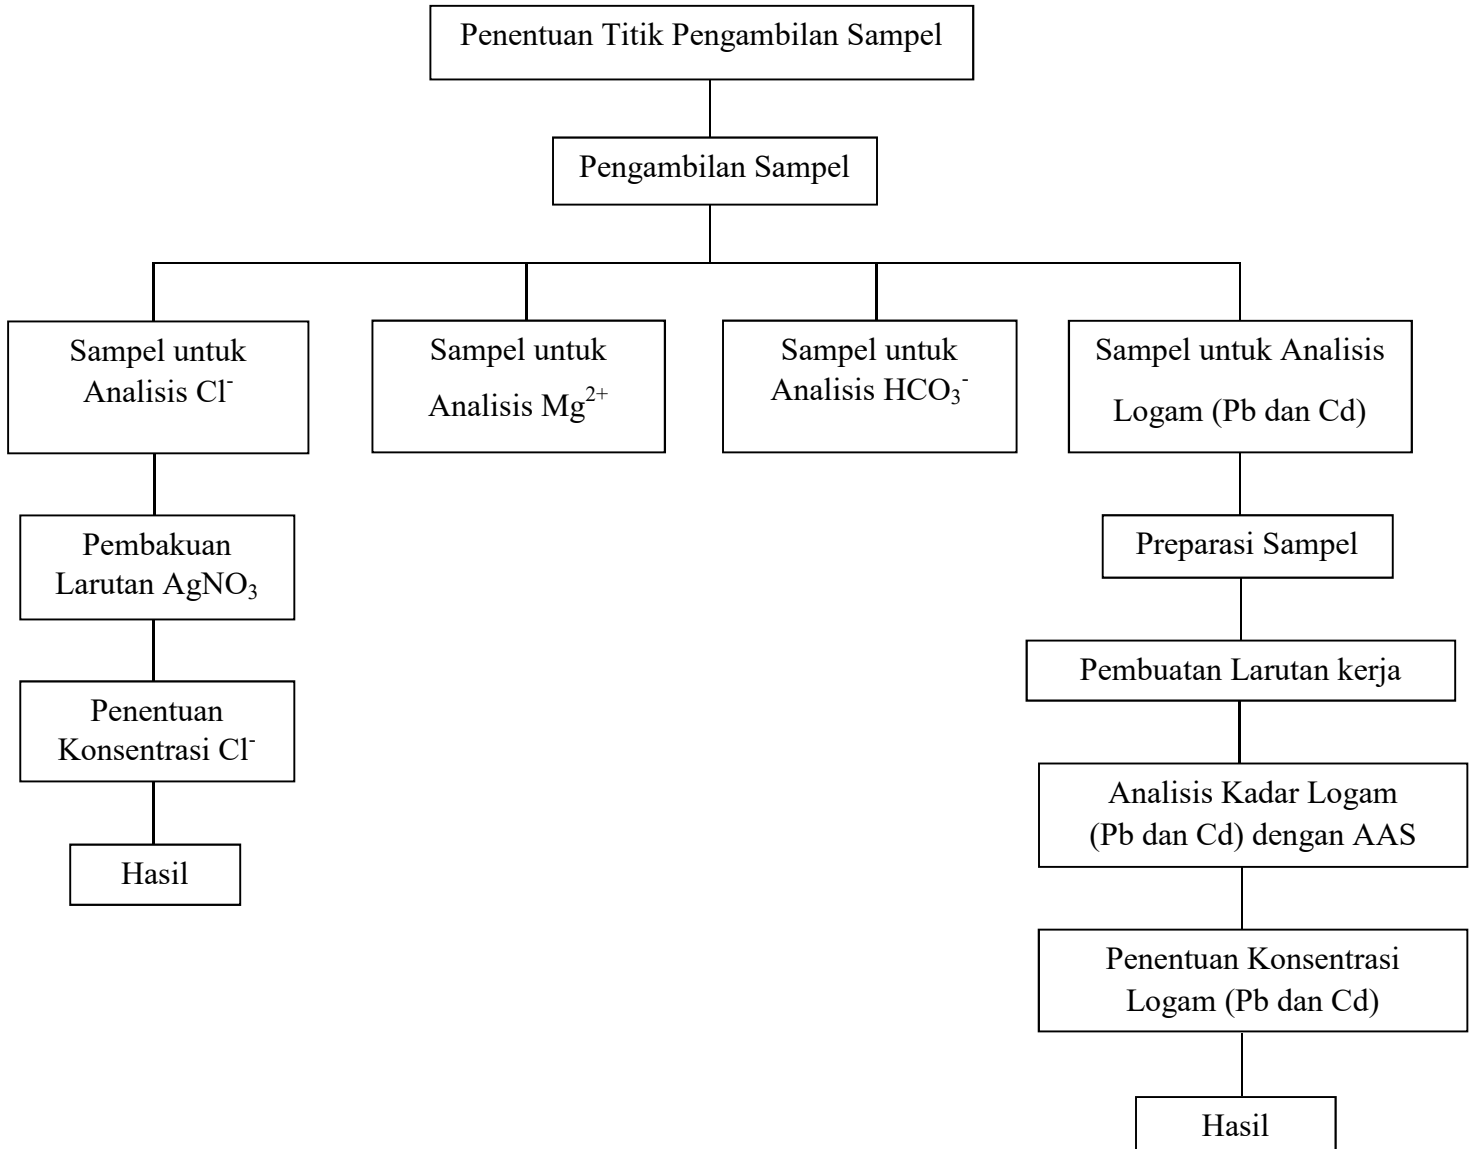 Penentuan Titik Pengambilan Sampel
Pengambilan Sampel
Sampel untuk
Analisis Cl⁻
Sampel untuk
Analisis Mg²⁺
Sampel untuk
Analisis HCO₃⁻
Sampel untuk Analisis
Logam (Pb dan Cd)
Pembakuan
Larutan AgNO₃
Penentuan
Konsentrasi Cl⁻
Hasil
Preparasi Sampel
Pembuatan Larutan kerja
Analisis Kadar Logam
(Pb dan Cd) dengan AAS
Penentuan Konsentrasi
Logam (Pb dan Cd)
Hasil